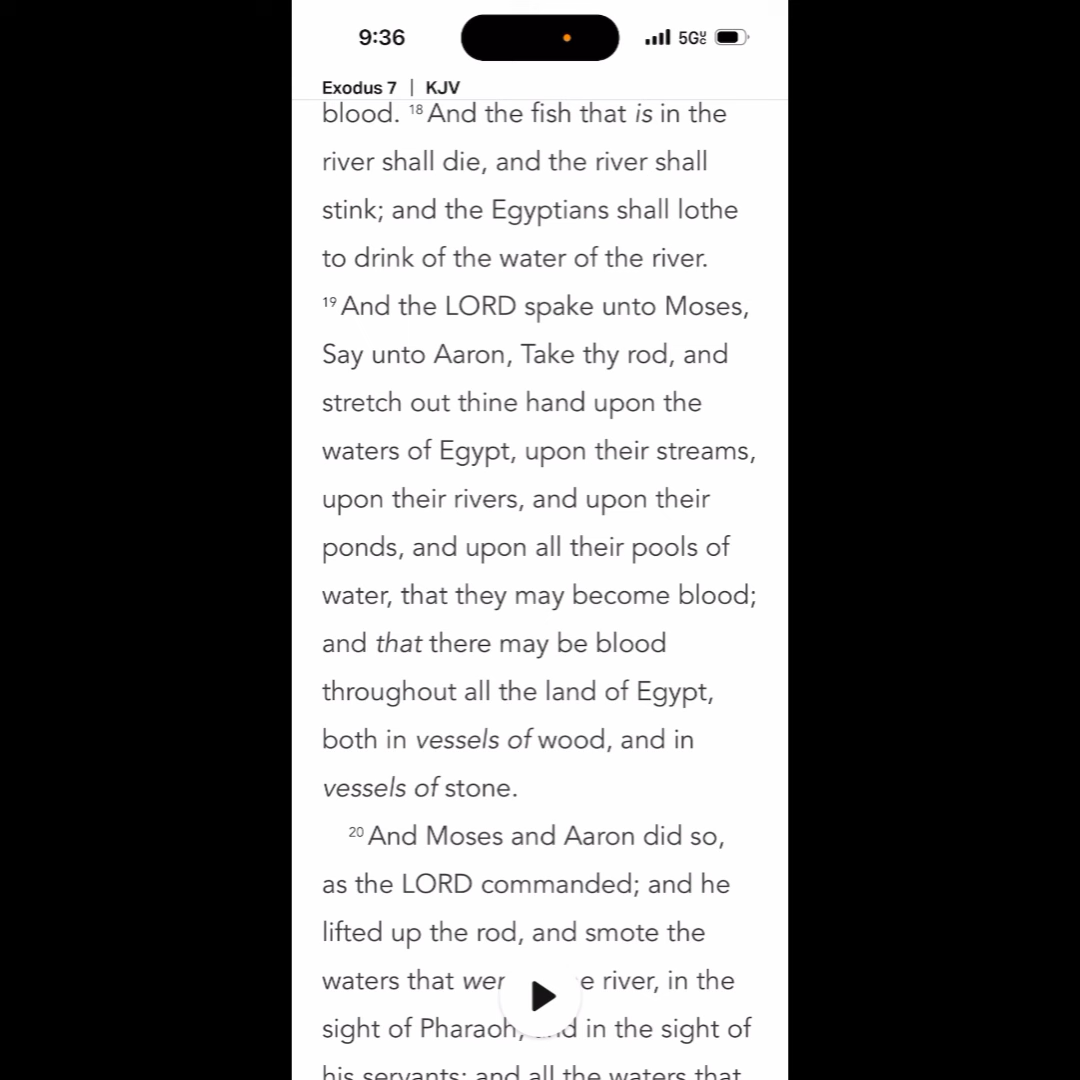 9:36
5G
Exodus 7 | KJV
blood. 18 And the fish that is in the
river shall die, and the river shall
stink; and the Egyptians shall lothe
to drink of the water of the river.
19 And the LORD spake unto Moses,
Say unto Aaron, Take thy rod, and
stretch out thine hand upon the
waters of Egypt, upon their streams,
upon their rivers, and upon their
ponds, and upon all their pools of
water, that they may become blood;
and that there may be blood
throughout all the land of Egypt,
both in vessels of wood, and in
vessels of stone.
20 And Moses and Aaron did so,
as the LORD commanded; and he
lifted up the rod, and smote the
waters that river, in the
sight of Pharaoh, in the sight of
his servants; and all the waters that